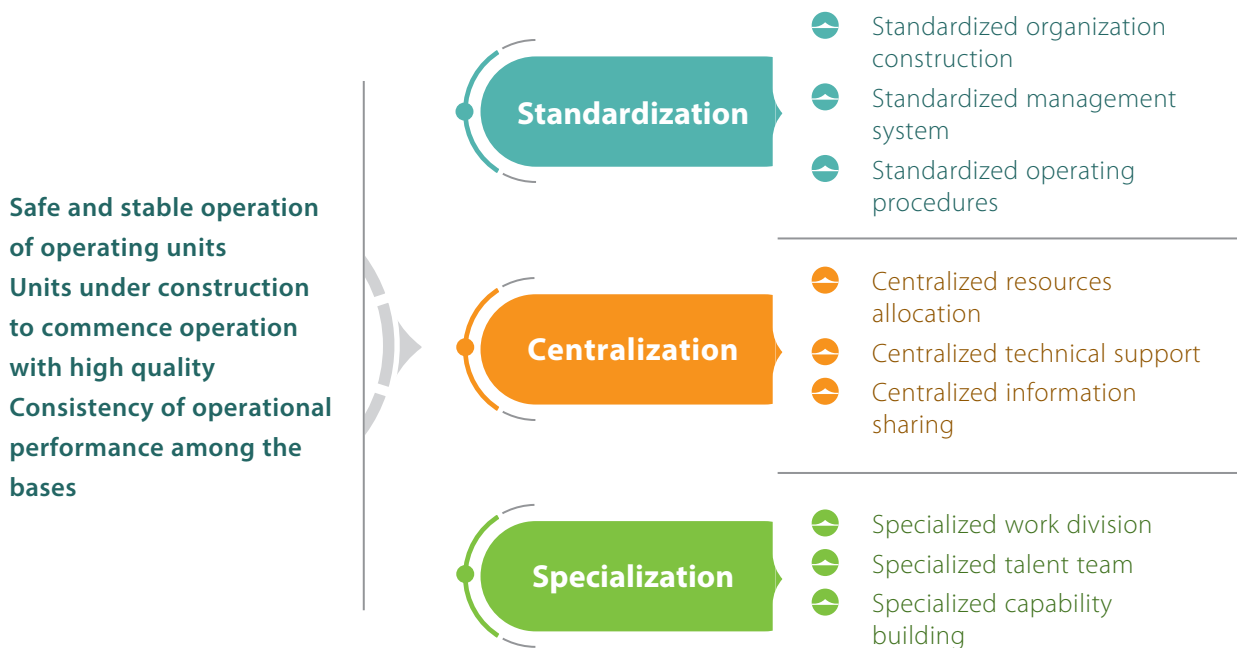 Safe and stable operation
of operating units
Units under construction
to commence operation
with high quality
Consistency of operational
performance among the
bases
Standardization
Standardized organization
construction
Standardized management
system
Standardized operating
procedures
Centralization
Centralized resources
allocation
Centralized technical support
Centralized information
sharing
Specialization
Specialized work division
Specialized talent team
Specialized capability
building